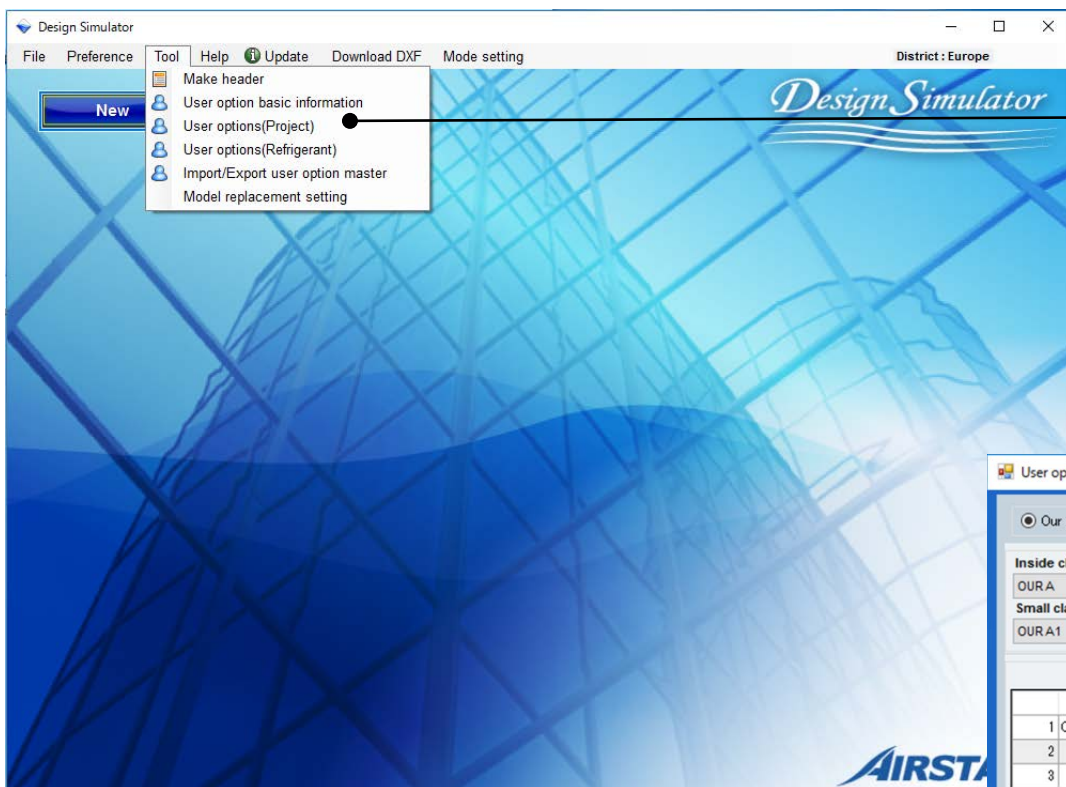 Design Simulator
File Preference Tool Help Update Download DXF Mode setting District : Europe
Make header
User option basic information
User options(Project)
User options(Refrigerant)
Import/Export user option master
Model replacement setting
New
Design Simulator
User op
Our
Inside c
OUR A
Small cla
OUR A1
1
2
3
AIRSTA